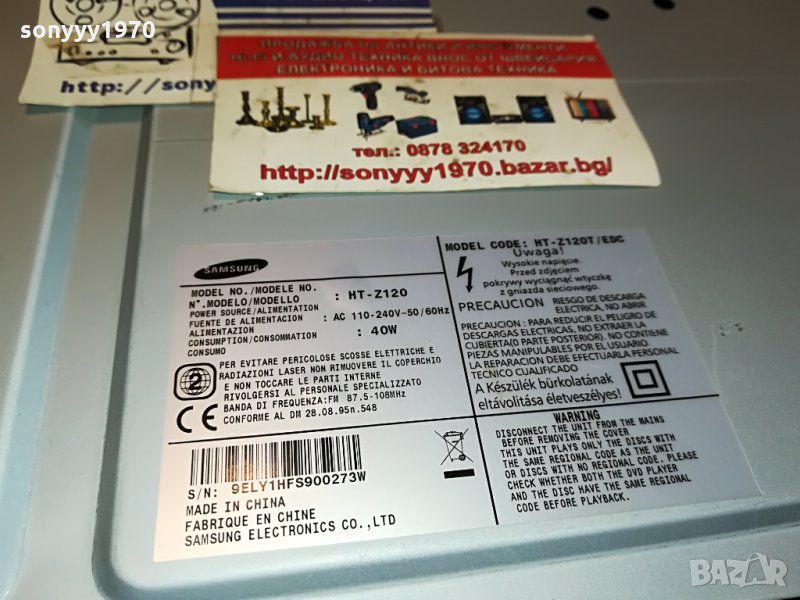 sonyyy1970
http://sony
ПРОДАЖБА НА АНТИКИ И ИНСТРУМЕНТИ
И АУДИО ТЕХНИКА ВНОС ОТ ШВЕЙЦАРИЯ
ЕЛЕКТРОНИКА И БИТОВА ТЕХНИКА
тел.: 0878 324170
http://sonyyy1970.bazar.bg/
SAMSUNG
MODEL NO./MODELE NO.
N°.MODELO/MODELLO : HT-Z120
POWER SOURCE/ALIMENTATION
FUENTE DE ALIMENTACION : AC 110-240V~50/60Hz
ALIMENTAZION
CONSUMPTION/CONSOMMATION : 40W
CONSUMO
2
PER EVITARE PERICOLOSE SCOSSE ELETTRICHE E
RADIAZIONI LASER NON RIMUOVERE IL COPERCHIO
E NON TOCCARE LE PARTI INTERNE
RIVOLGERSI AL PERSONALE SPECIALIZZATO
BANDA DI FREQUENZA:FM 87.5-108MHz
CONFORME AL DM 28.08.95n.548
CE
S/N: 9ELY1HFS900273W
MADE IN CHINA
FABRIQUE EN CHINE
SAMSUNG ELECTRONICS CO.,LTD
MODEL CODE: HT-Z120T/EDC
Uwaga!
Wysokie napięcie.
Przed zdjęciem
pokrywy wyciągnąć wtyczkę
z gniazda sieciowego.
PRECAUCION RIESGO DE DESCARGA
ELECTRICA, NO ABRIR.
PRECAUCION : PARA REDUCIR EL PELIGRO DE
DESCARGAS ELECTRICAS, NO EXTRAER LA
CUBIERTA(O PARTE POSTERIOR). NO CONTIENE
PIEZAS MANIPULABLES POR EL USUARIO.
LA REPARACION DEBE EFECTUARLA PERSONAL
TECNICO CUALIFICADO
A Készülék bürkolatának
eltávolítása életveszélyes!
WARNING
DISCONNECT UNIT FROM THE MAINS
BEFORE REMOVING THE COVER
THIS UNIT PLAYS ONLY THE DISCS WITH
THE SAME REGIONAL CODE AS THE UNIT
OR DISCS WITH NO REGIONAL CODE. PLEASE
CHECK WHETHER BOTH THE DVD PLAYER
AND DISCS HAVE THE SAME REGIONAL
CODE BEFORE PLAYBACK.
BAZAR